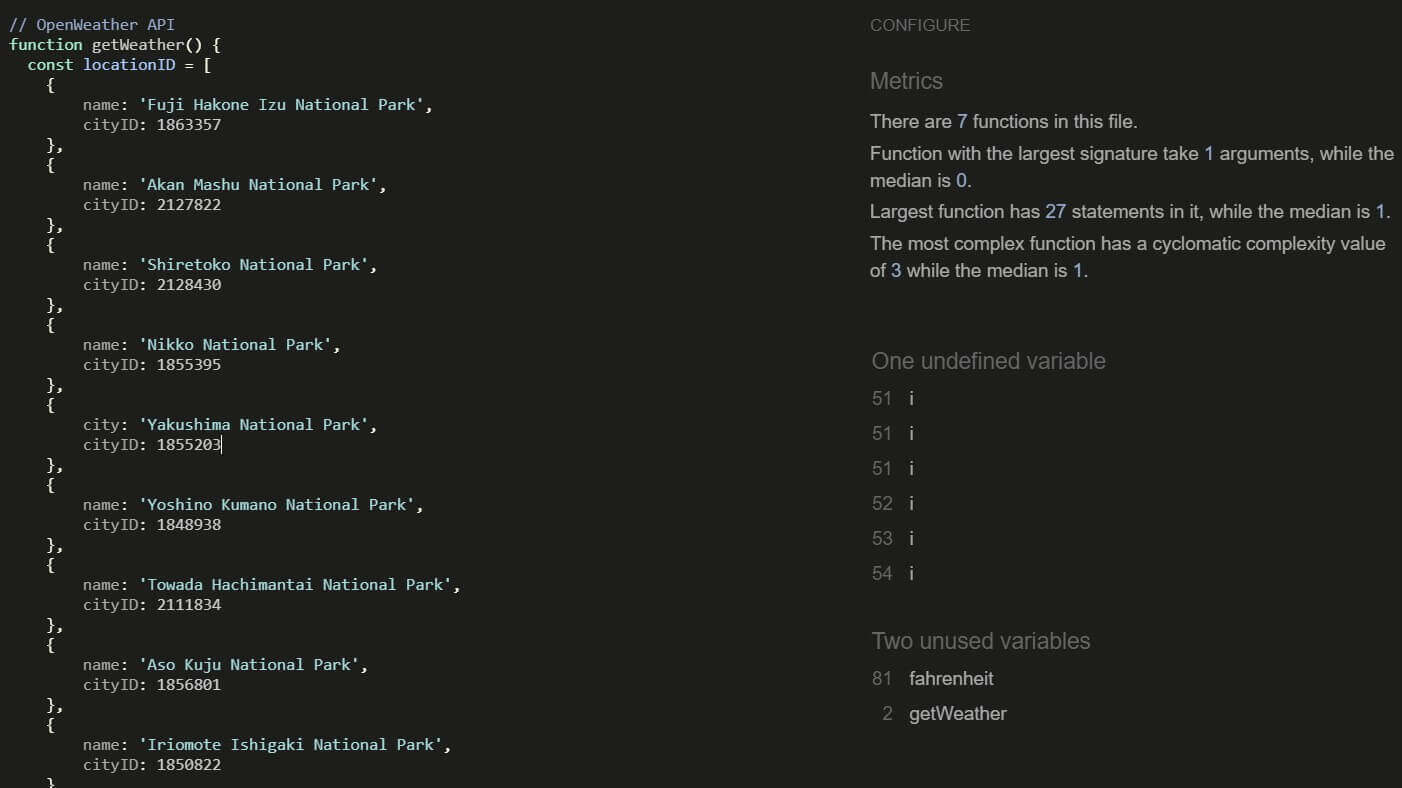 // OpenWeather API
function getWeather() {
  const locationID = [
    {
        name: 'Fuji Hakone Izu National Park',
        cityID: 1863357
    },
    {
        name: 'Akan Mashu National Park',
        cityID: 2127822
    },
    {
        name: 'Shiretoko National Park',
        cityID: 2128430
    },
    {
        name: 'Nikko National Park',
        cityID: 1855395
    },
    {
        city: 'Yakushima National Park',
        cityID: 1855203
    },
    {
        name: 'Yoshino Kumano National Park',
        cityID: 1848938
    },
    {
        name: 'Towada Hachimantai National Park',
        cityID: 2111834
    },
    {
        name: 'Aso Kuju National Park',
        cityID: 1856801
    },
    {
        name: 'Iriomote Ishigaki National Park',
        cityID: 1850822
    }
CONFIGURE
Metrics
There are 7 functions in this file.
Function with the largest signature take 1 arguments, while the
median is 0.
Largest function has 27 statements in it, while the median is 1.
The most complex function has a cyclomatic complexity value
of 3 while the median is 1.
One undefined variable
51 i
51 i
51 i
52 i
53 i
54 i
Two unused variables
81 fahrenheit
2 getWeather